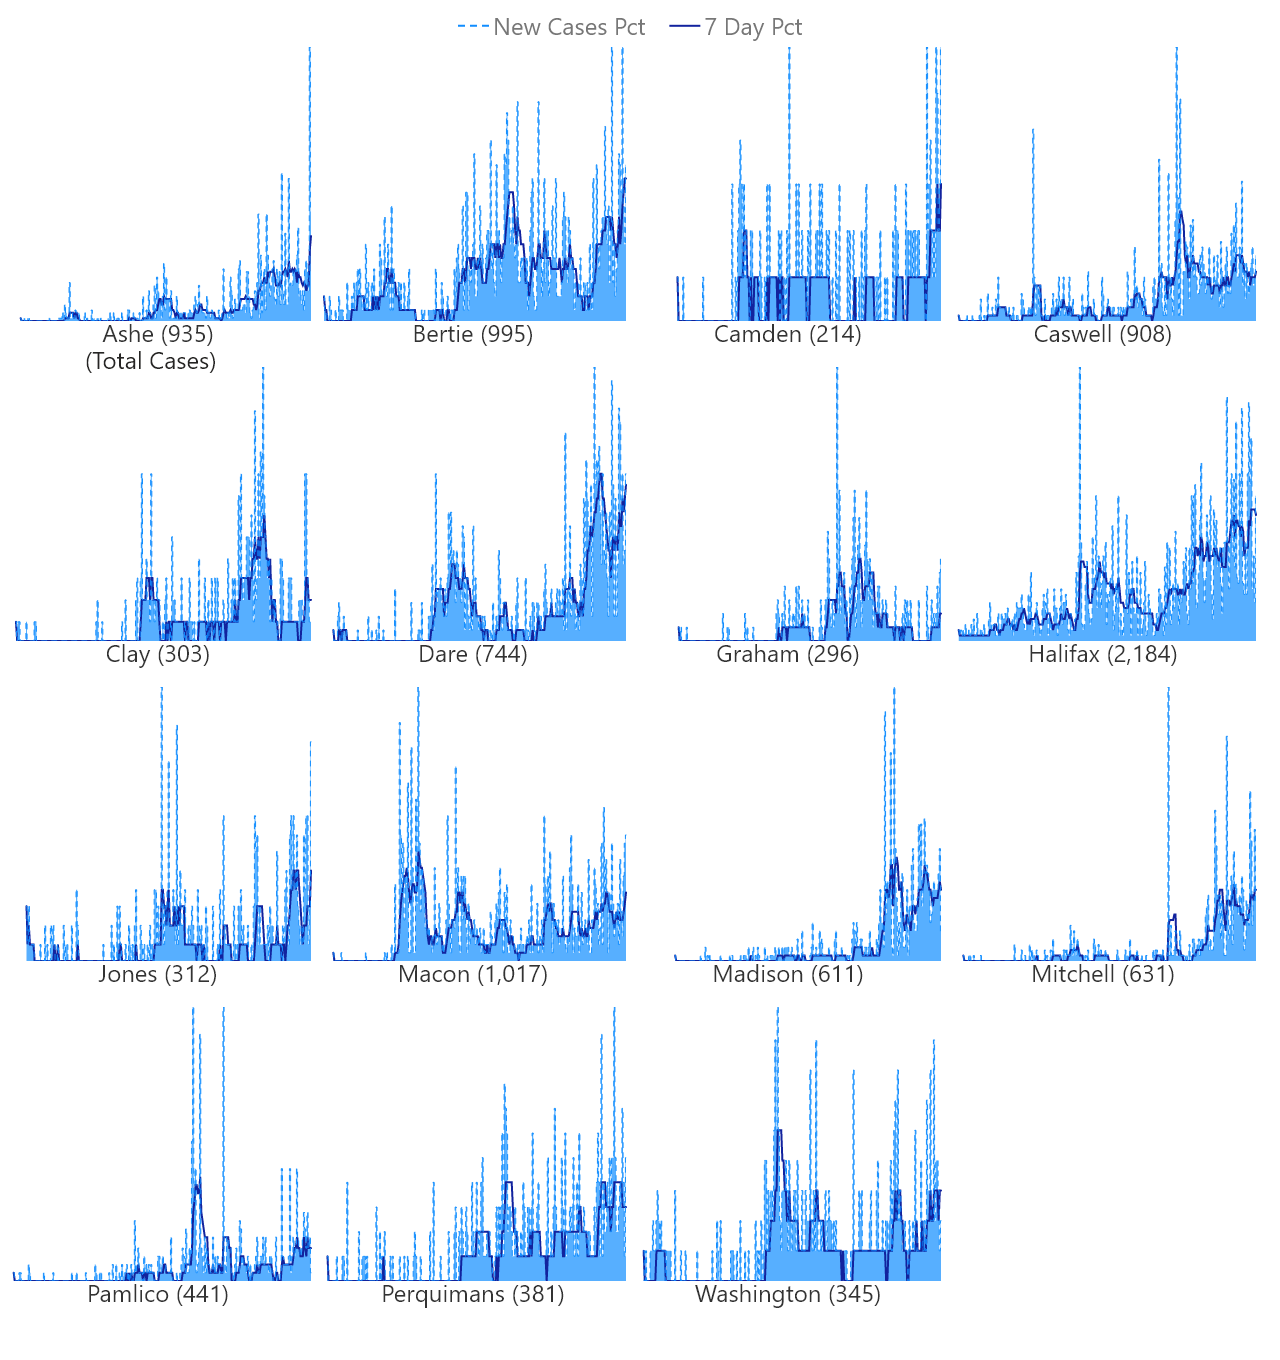 New Cases Pct 7 Day Pct
Ashe (935) Bertie (995) Camden (214) Caswell (908)
(Total Cases)
Clay (303) Dare (744) Graham (296) Halifax (2,184)
Jones (312) Macon (1,017) Madison (611) Mitchell (631)
Pamlico (441) Perquimans (381) Washington (345)